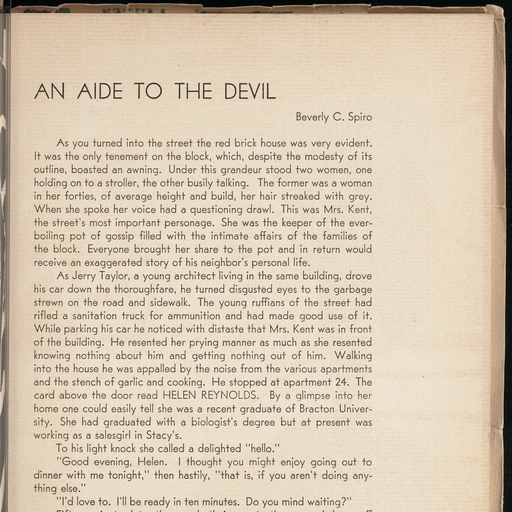 AN AIDE TO THE DEVIL
Beverly C. Spiro
As you turned into the street the red brick house was very evident.
It was the only tenement on the block, which, despite the modesty of its
outline, boasted an awning. Under this grandeur stood two women, one
holding on to a stroller, the other busily talking. The former was a woman
in her forties, of average height and build, her hair streaked with grey.
When she spoke her voice had a questioning drawl. This was Mrs. Kent,
the street's most important personage. She was the keeper of the ever-
boiling pot of gossip filled with the intimate affairs of the families of
the block. Everyone brought her share to the pot and in return would
receive an exaggerated story of his neighbor's personal life.
As Jerry Taylor, a young architect living in the same building, drove
his car down the thoroughfare, he turned disgusted eyes to the garbage
strewn on the road and sidewalk. The young ruffians of the street had
rifled a sanitation truck for ammunition and had made good use of it.
While parking his car he noticed with distaste that Mrs. Kent was in front
of the building. He resented her prying manner as much as she resented
knowing nothing about him and getting nothing out of him. Walking
into the house he was appalled by the noise from the various apartments
and the stench of garlic and cooking. He stopped at apartment 24. The
card above the door read HELEN REYNOLDS. By a glimpse into her
home one could easily tell she was a recent graduate of Bracton Univer-
sity. She had graduated with a biologist's degree but at present was
working as a salesgirl in Stacy's.
To his light knock she called a delighted "hello."
"Good evening, Helen. I thought you might enjoy going out to
dinner with me tonight," then hastily, "that is, if you aren't doing any-
thing else."
"I'd love to. I'll be ready in ten minutes. Do you mind waiting?"